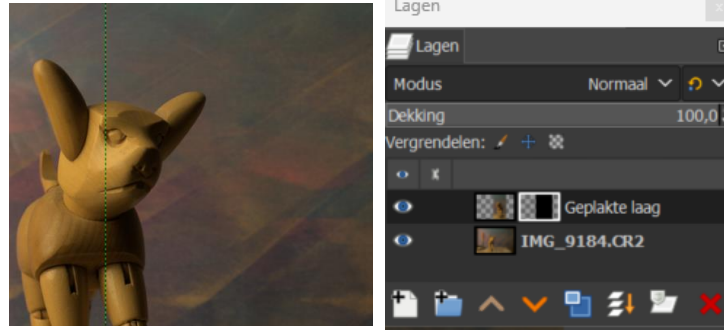 Lagen
Lagen
Modus Normaal
Dekking 100,0
Vergrendelen:
Geplakte laag
IMG_9184.CR2